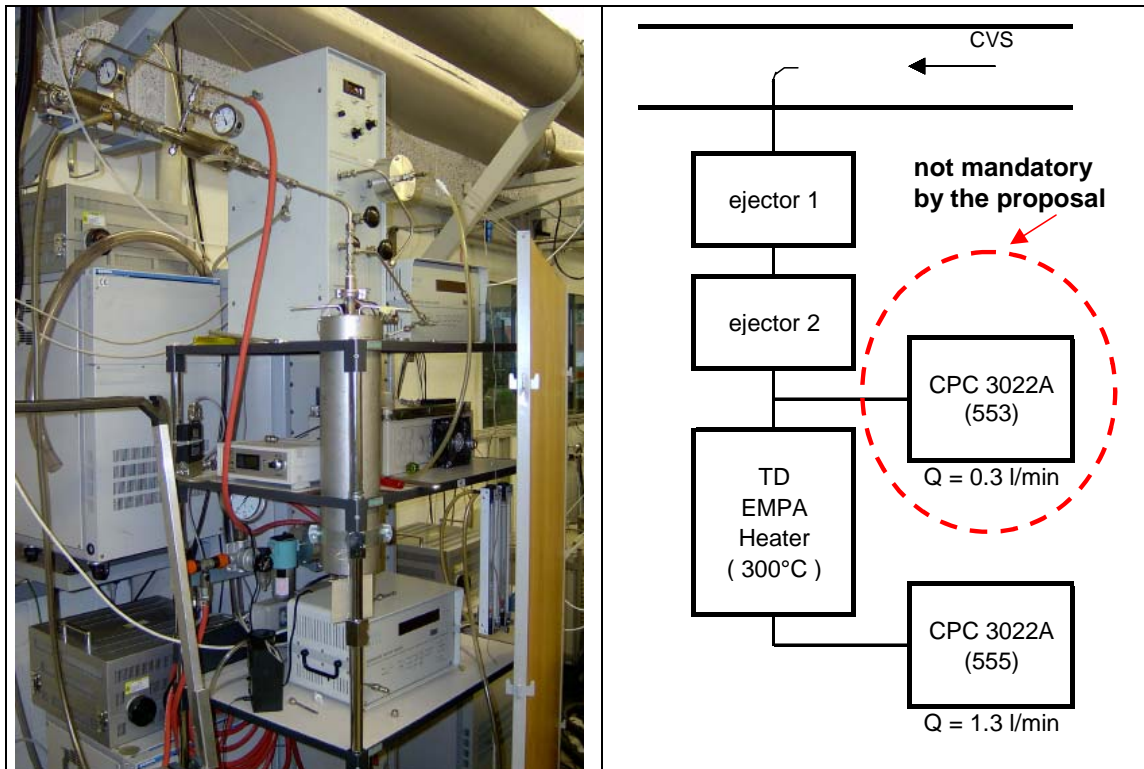 CVS
ejector 1
not mandatory
by the proposal
ejector 2
CPC 3022A
(553)
Q = 0.3 l/min
TD
EMPA
Heater
( 300°C )
CPC 3022A
(555)
Q = 1.3 l/min